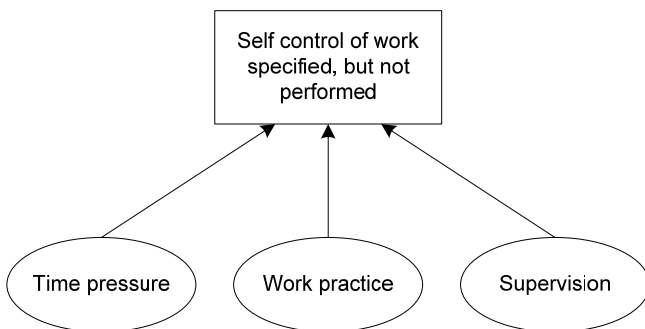 Self control of work
specified, but not
performed
Time pressure
Work practice
Supervision